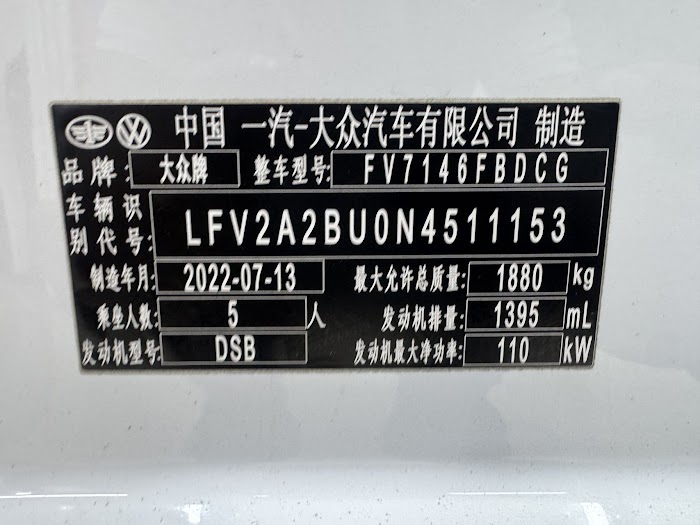 中国 一汽-大众汽车有限公司 制造
品牌: 大众牌 整车型号: FV7146FBDCG
车辆识别代号: LFV2A2BU0N4511153
制造年月: 2022-07-13 最大允许总质量: 1880 kg
乘坐人数: 5 人 发动机排量: 1395 mL
发动机型号: DSB 发动机最大净功率: 110 kW